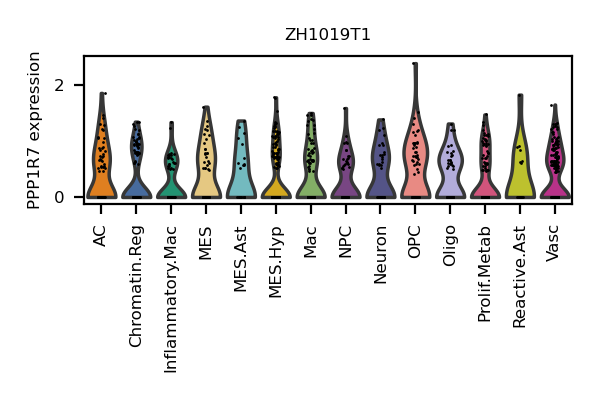 ZH1019T1
PPP1R7 expression
2
0
AC
Chromatin.Reg
Inflammatory.Mac
MES
MES.Ast
MES.Hyp
Mac
NPC
Neuron
OPC
Oligo
Prolif.Metab
Reactive.Ast
Vasc